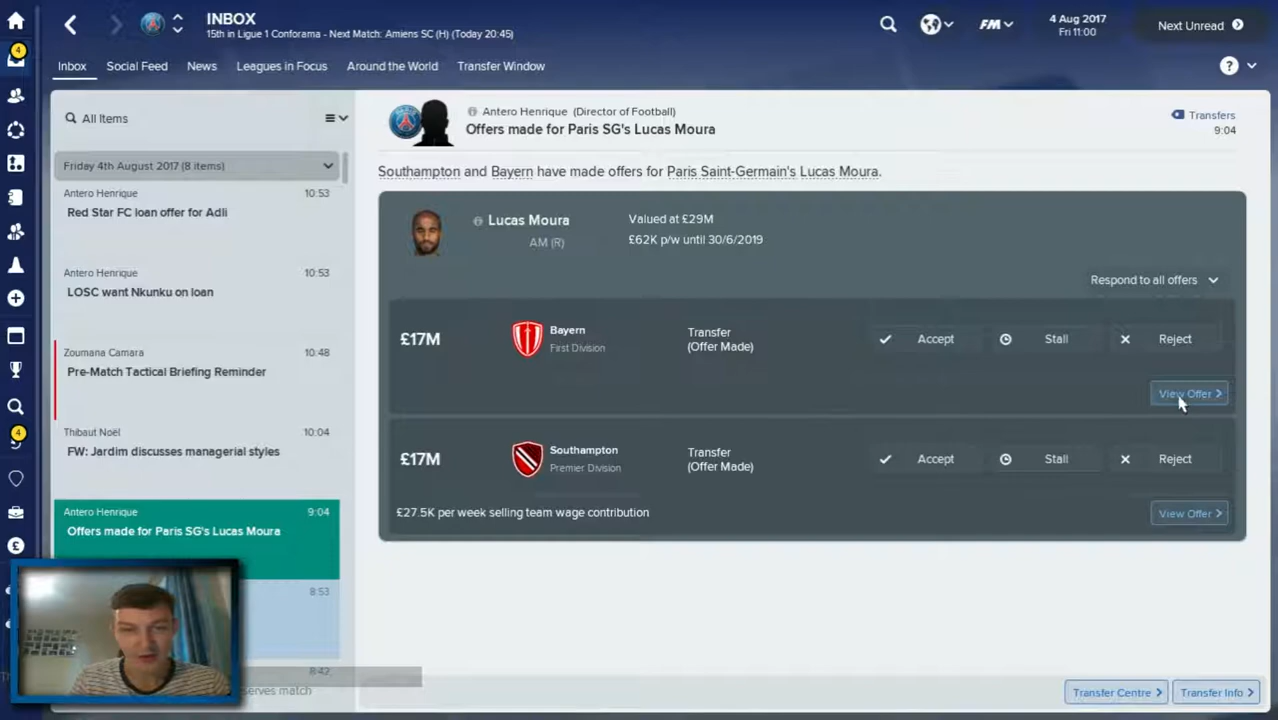 INBOX
15th in Ligue 1 Conforama - Next Match: Amiens SC (H) (Today 20:45)
FM
4 Aug 2017
Fri 11:00
Next Unread
4
Inbox
Social Feed
News
Leagues in Focus
Around the World
Transfer Window
?
All Items
Friday 4th August 2017 (8 items)
Antero Henrique 10:53
Red Star FC loan offer for Adli
Antero Henrique 10:53
LOSC want Nkunku on loan
Zoumana Camara 10:48
Pre-Match Tactical Briefing Reminder
Thibaut Noël 10:04
FW: Jardim discusses managerial styles
Antero Henrique 9:04
Offers made for Paris SG's Lucas Moura
8:53
8:42
serves match
4
£
Antero Henrique (Director of Football)
Offers made for Paris SG's Lucas Moura
Transfers
9:04
Southampton and Bayern have made offers for Paris Saint-Germain's Lucas Moura.
Lucas Moura
AM (R)
Valued at £29M
£62K p/w until 30/6/2019
Respond to all offers
£17M
Bayern
First Division
Transfer
(Offer Made)
Accept
Stall
Reject
View Offer >
£17M
Southampton
Premier Division
Transfer
(Offer Made)
Accept
Stall
Reject
£27.5K per week selling team wage contribution
View Offer >
Transfer Centre >
Transfer Info >